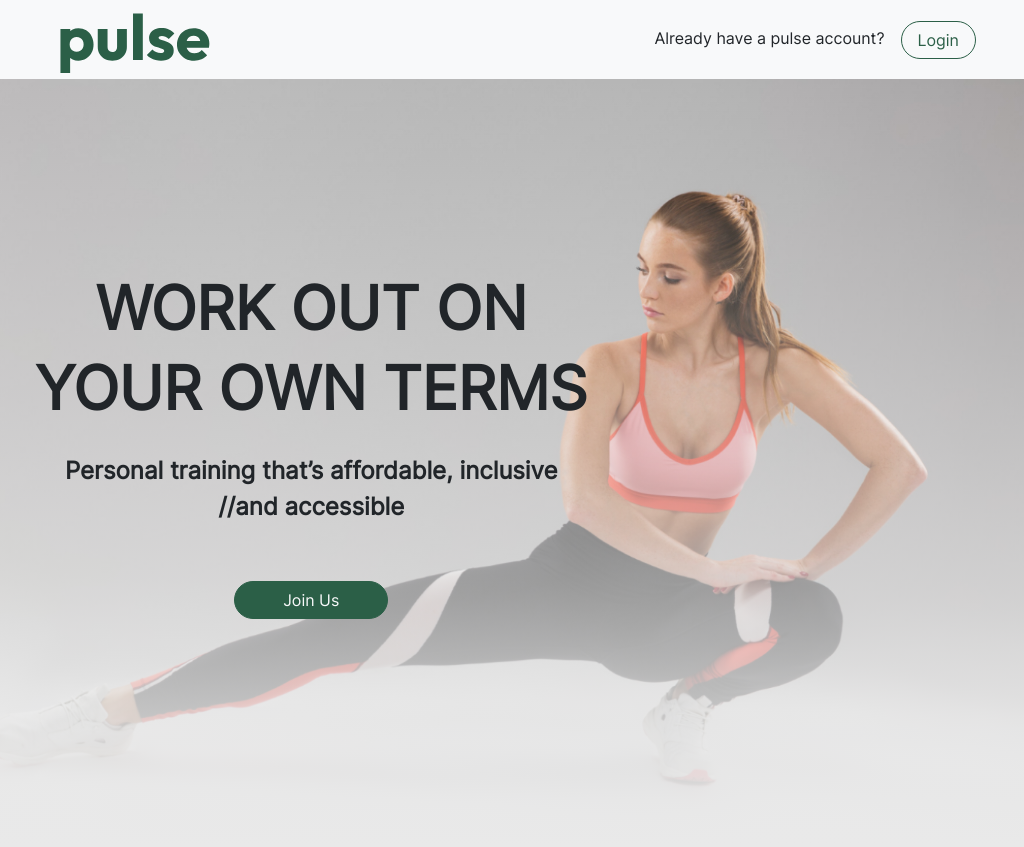 pulse
Already have a pulse account?
Login
WORK OUT ON
YOUR OWN TERMS
Personal training that’s affordable, inclusive
//and accessible
Join Us